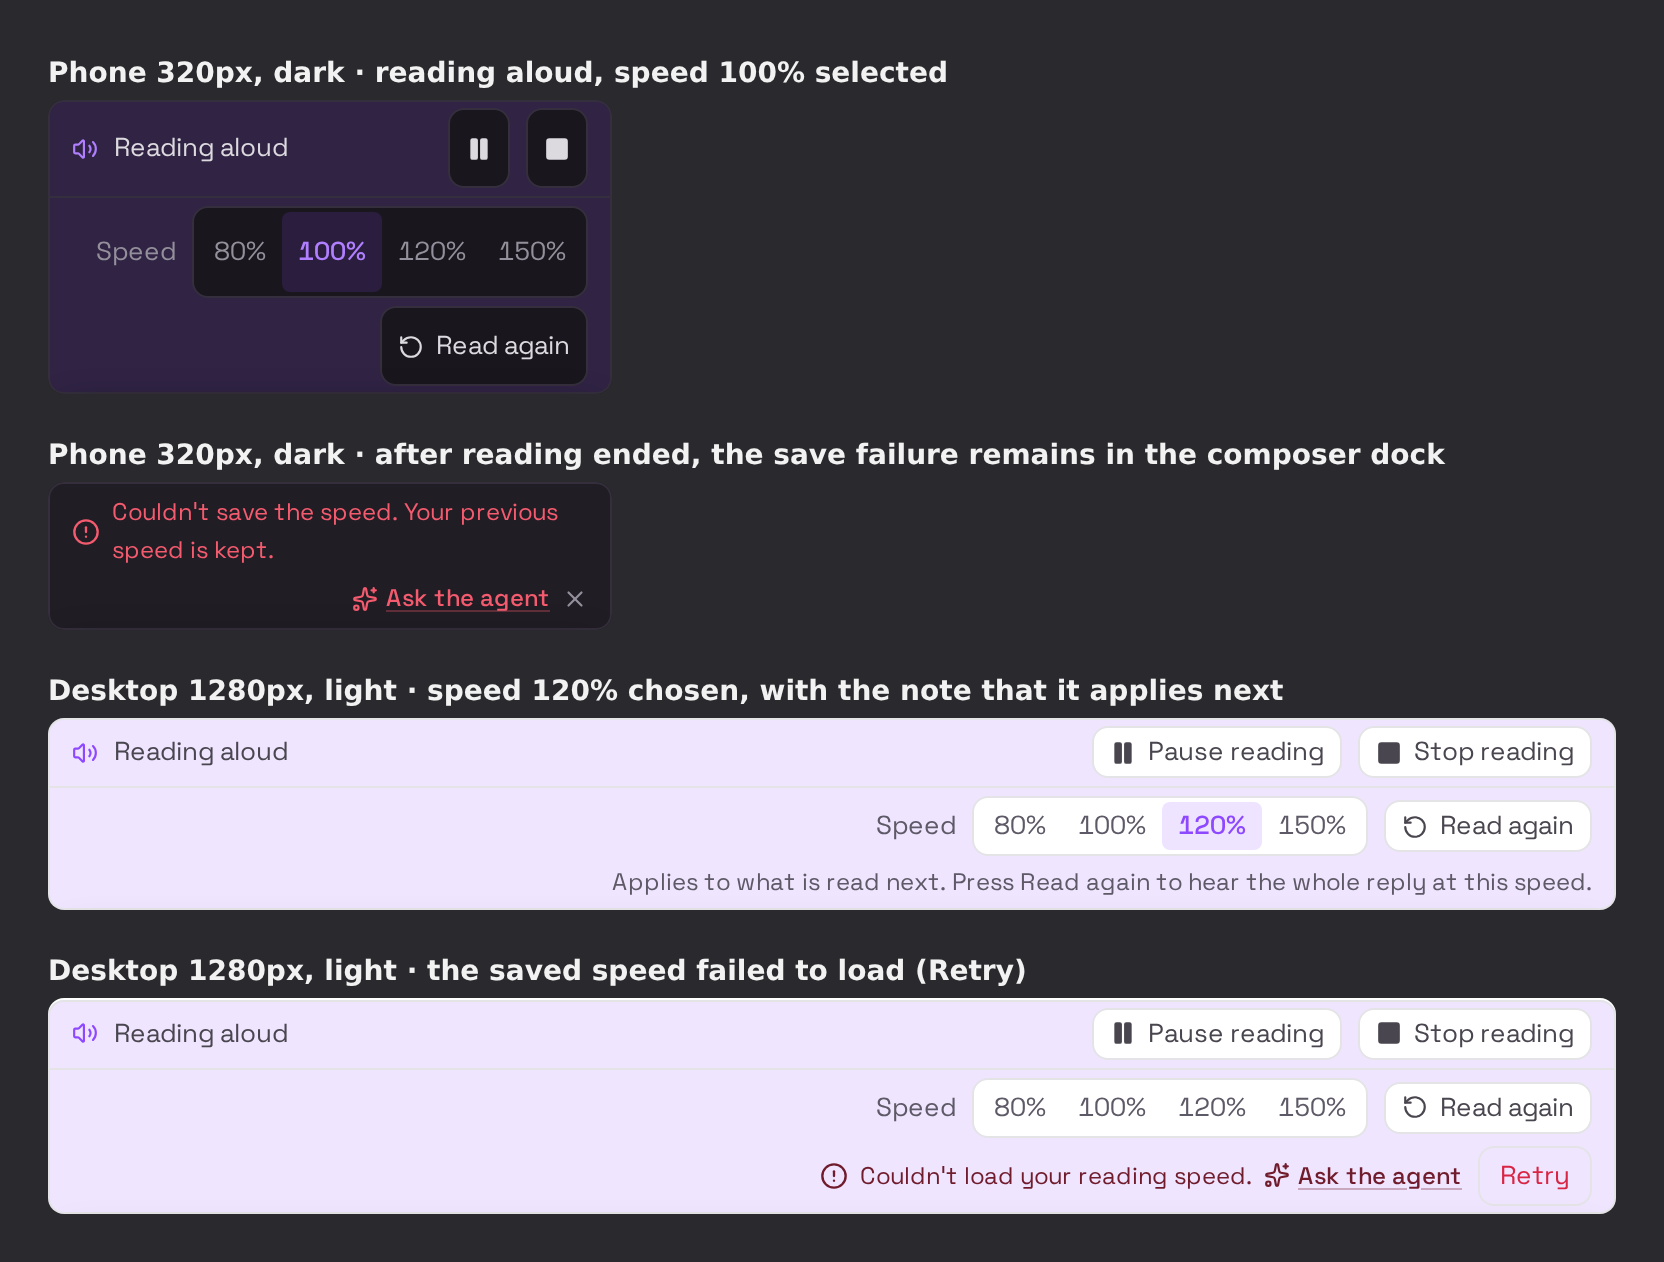 Phone 320px, dark · reading aloud, speed 100% selected
Reading aloud
Speed 80% 100% 120% 150%
Read again
Phone 320px, dark · after reading ended, the save failure remains in the composer dock
Couldn't save the speed. Your previous
speed is kept.
Ask the agent
Desktop 1280px, light · speed 120% chosen, with the note that it applies next
Reading aloud Pause reading Stop reading
Speed 80% 100% 120% 150% Read again
Applies to what is read next. Press Read again to hear the whole reply at this speed.
Desktop 1280px, light · the saved speed failed to load (Retry)
Reading aloud Pause reading Stop reading
Speed 80% 100% 120% 150% Read again
Couldn't load your reading speed. Ask the agent Retry